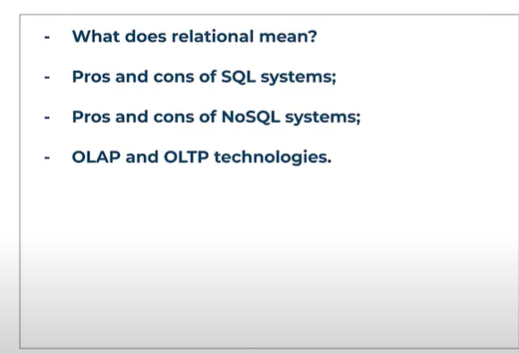 - What does relational mean?
- Pros and cons of SQL systems;
- Pros and cons of NoSQL systems;
- OLAP and OLTP technologies.